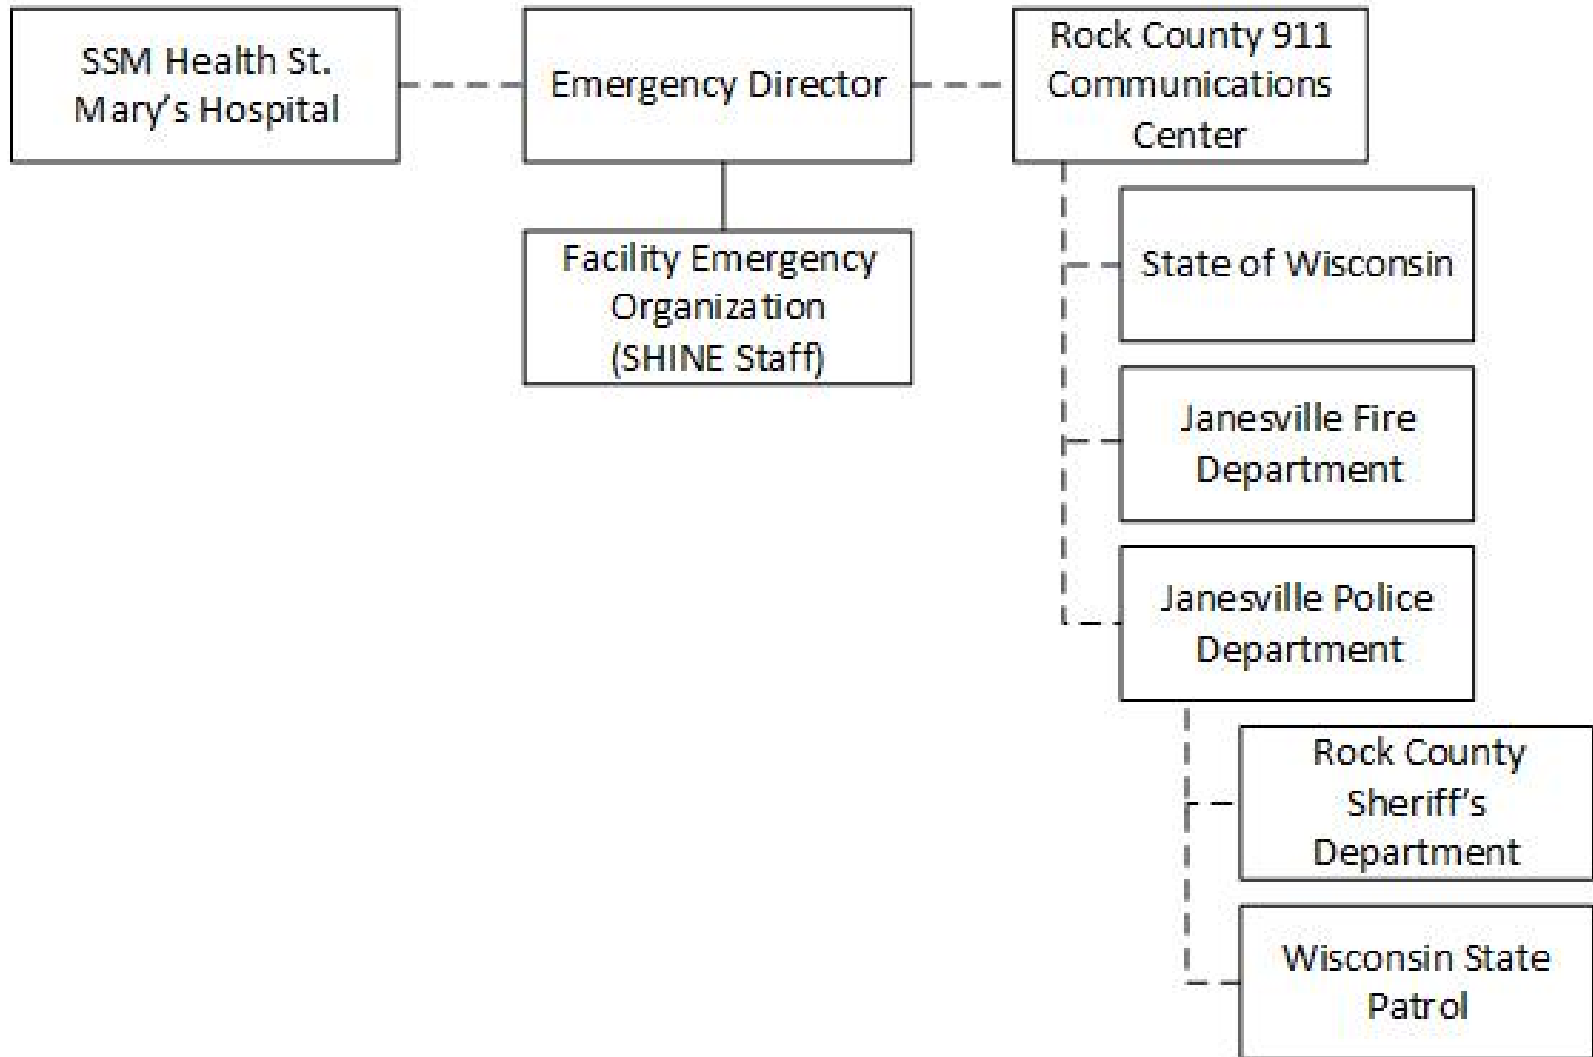 SSM Health St.
Mary's Hospital
Emergency Director
Rock County 911
Communications
Center
Facility Emergency
Organization
(SHINE Staff)
State of Wisconsin
Janesville Fire
Department
Janesville Police
Department
Rock County
Sheriff's
Department
Wisconsin State
Patrol